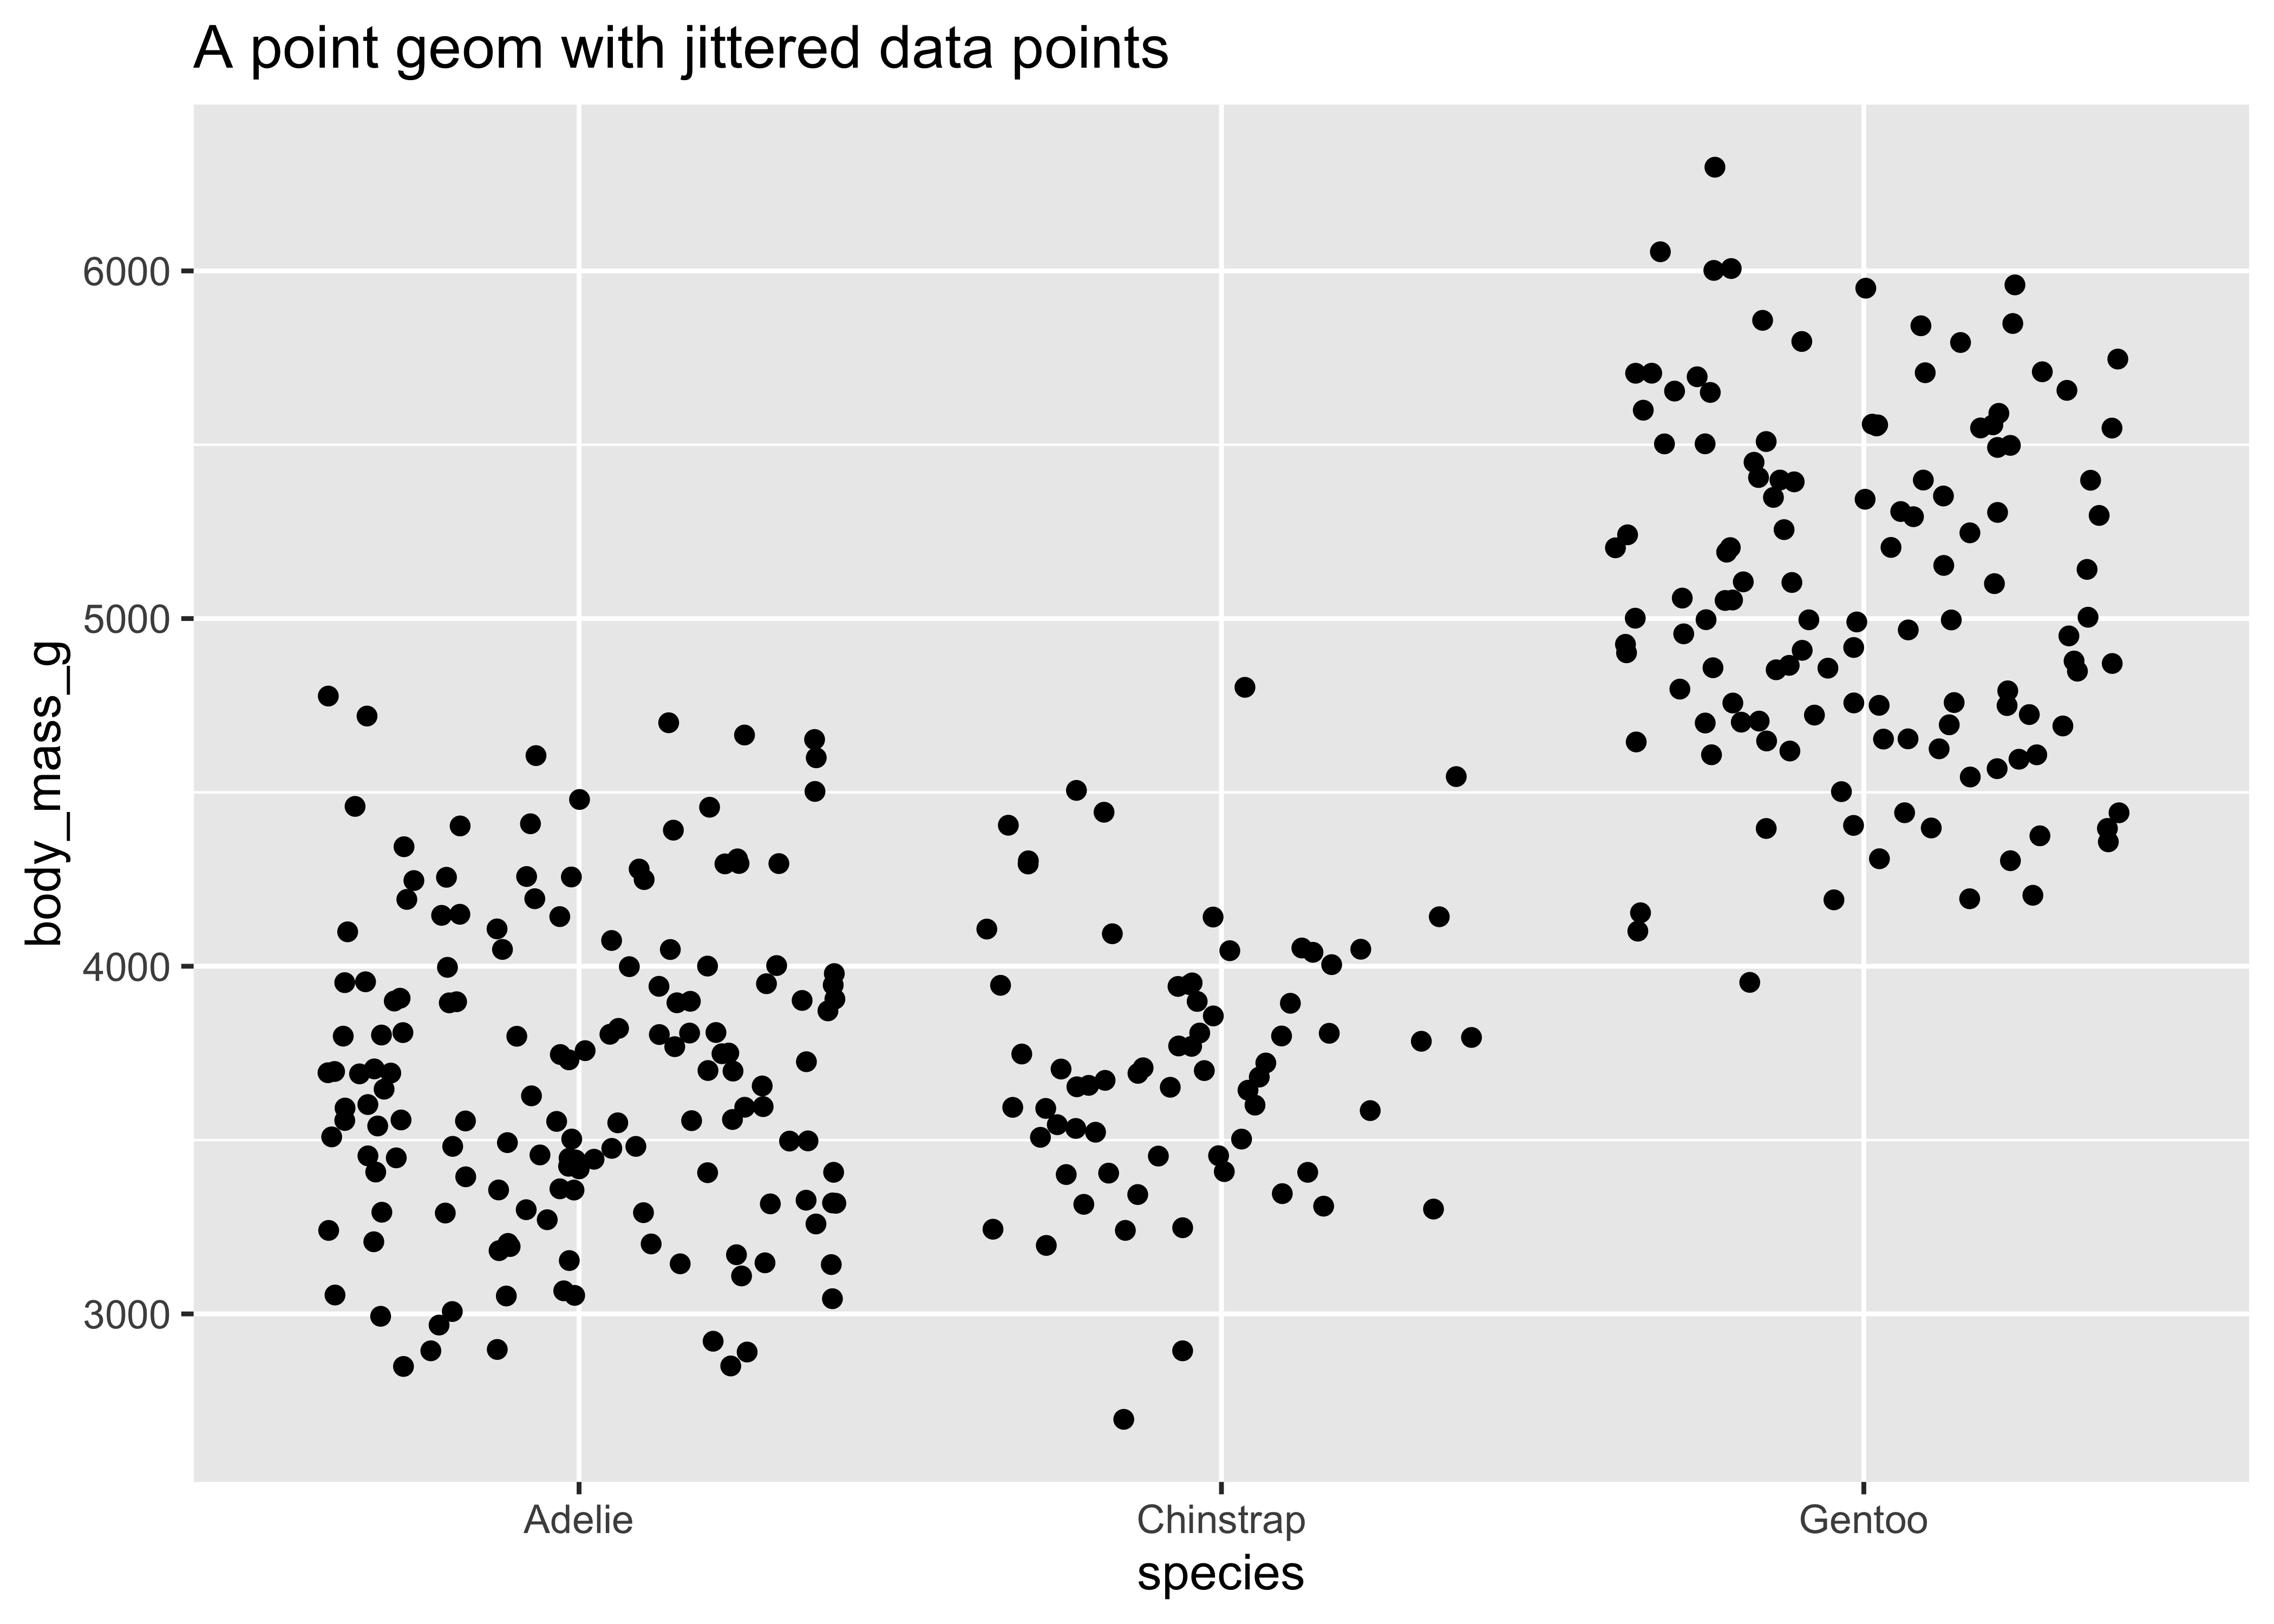 A point geom with jittered data points
body_mass_g
6000
5000
4000
3000
Adelie
Chinstrap
Gentoo
species